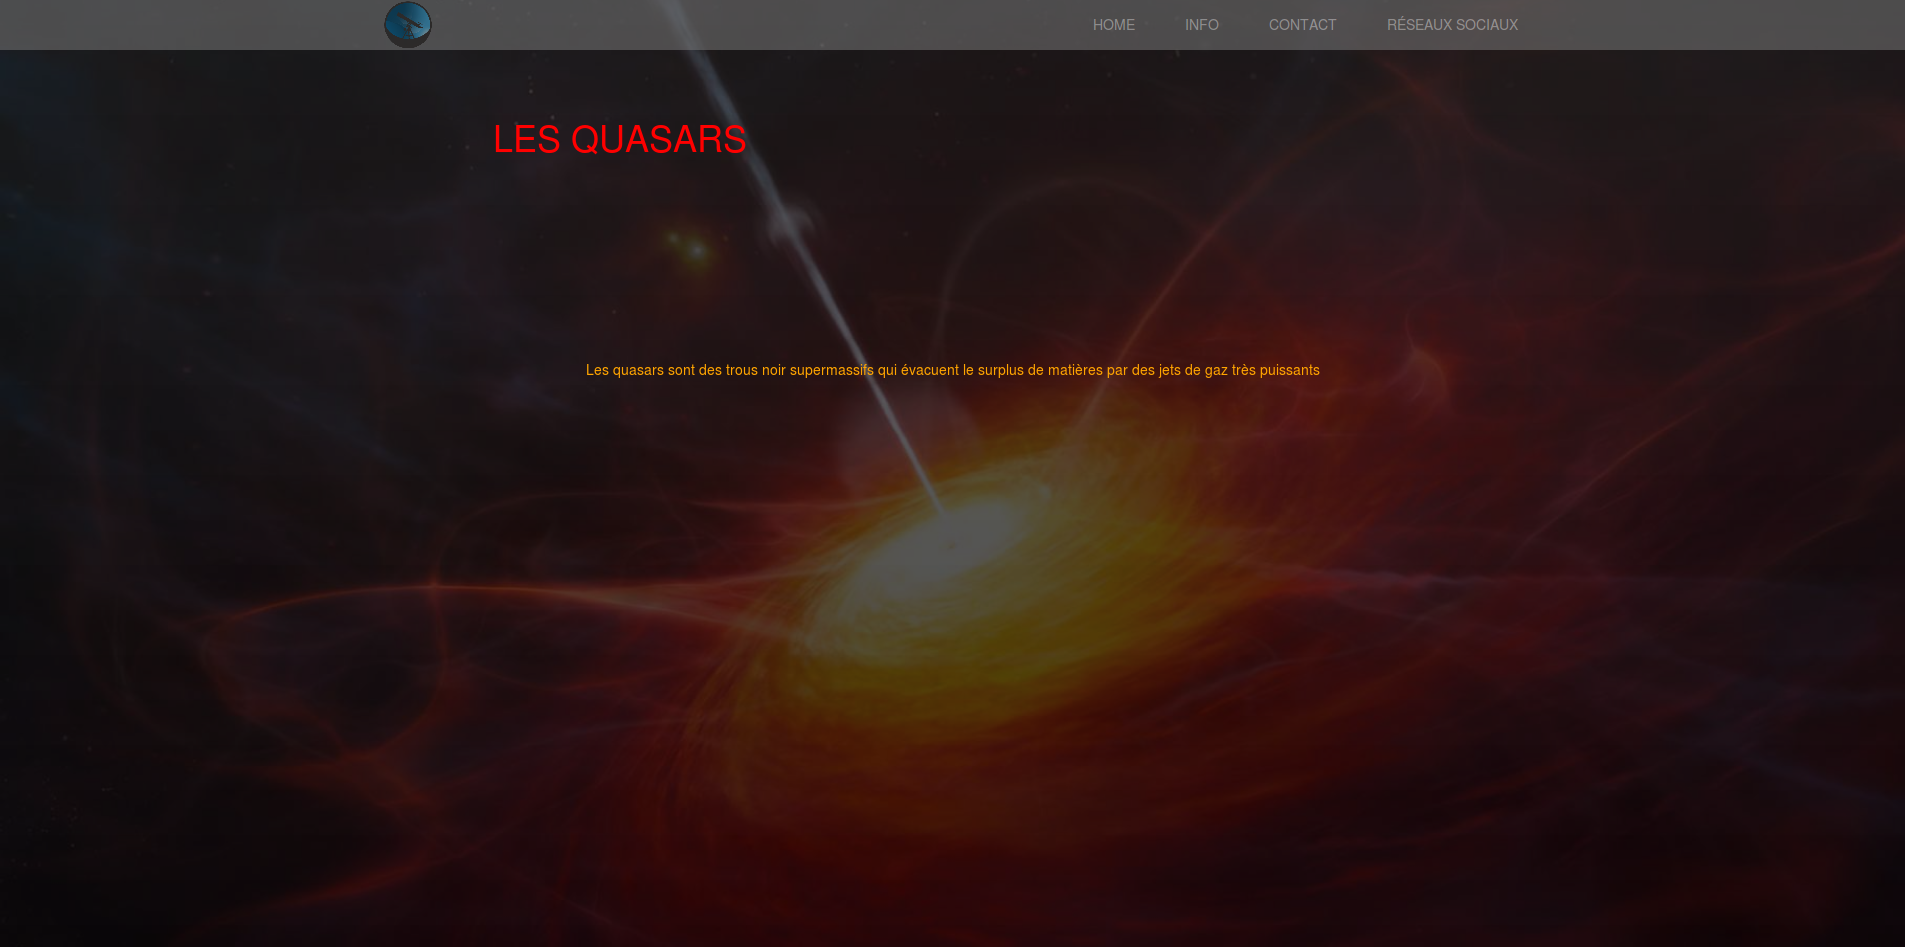 HOME INFO CONTACT RÉSEAUX SOCIAUX
LES QUASARS
Les quasars sont des trous noir supermassifs qui évacuent le surplus de matières par des jets de gaz très puissants